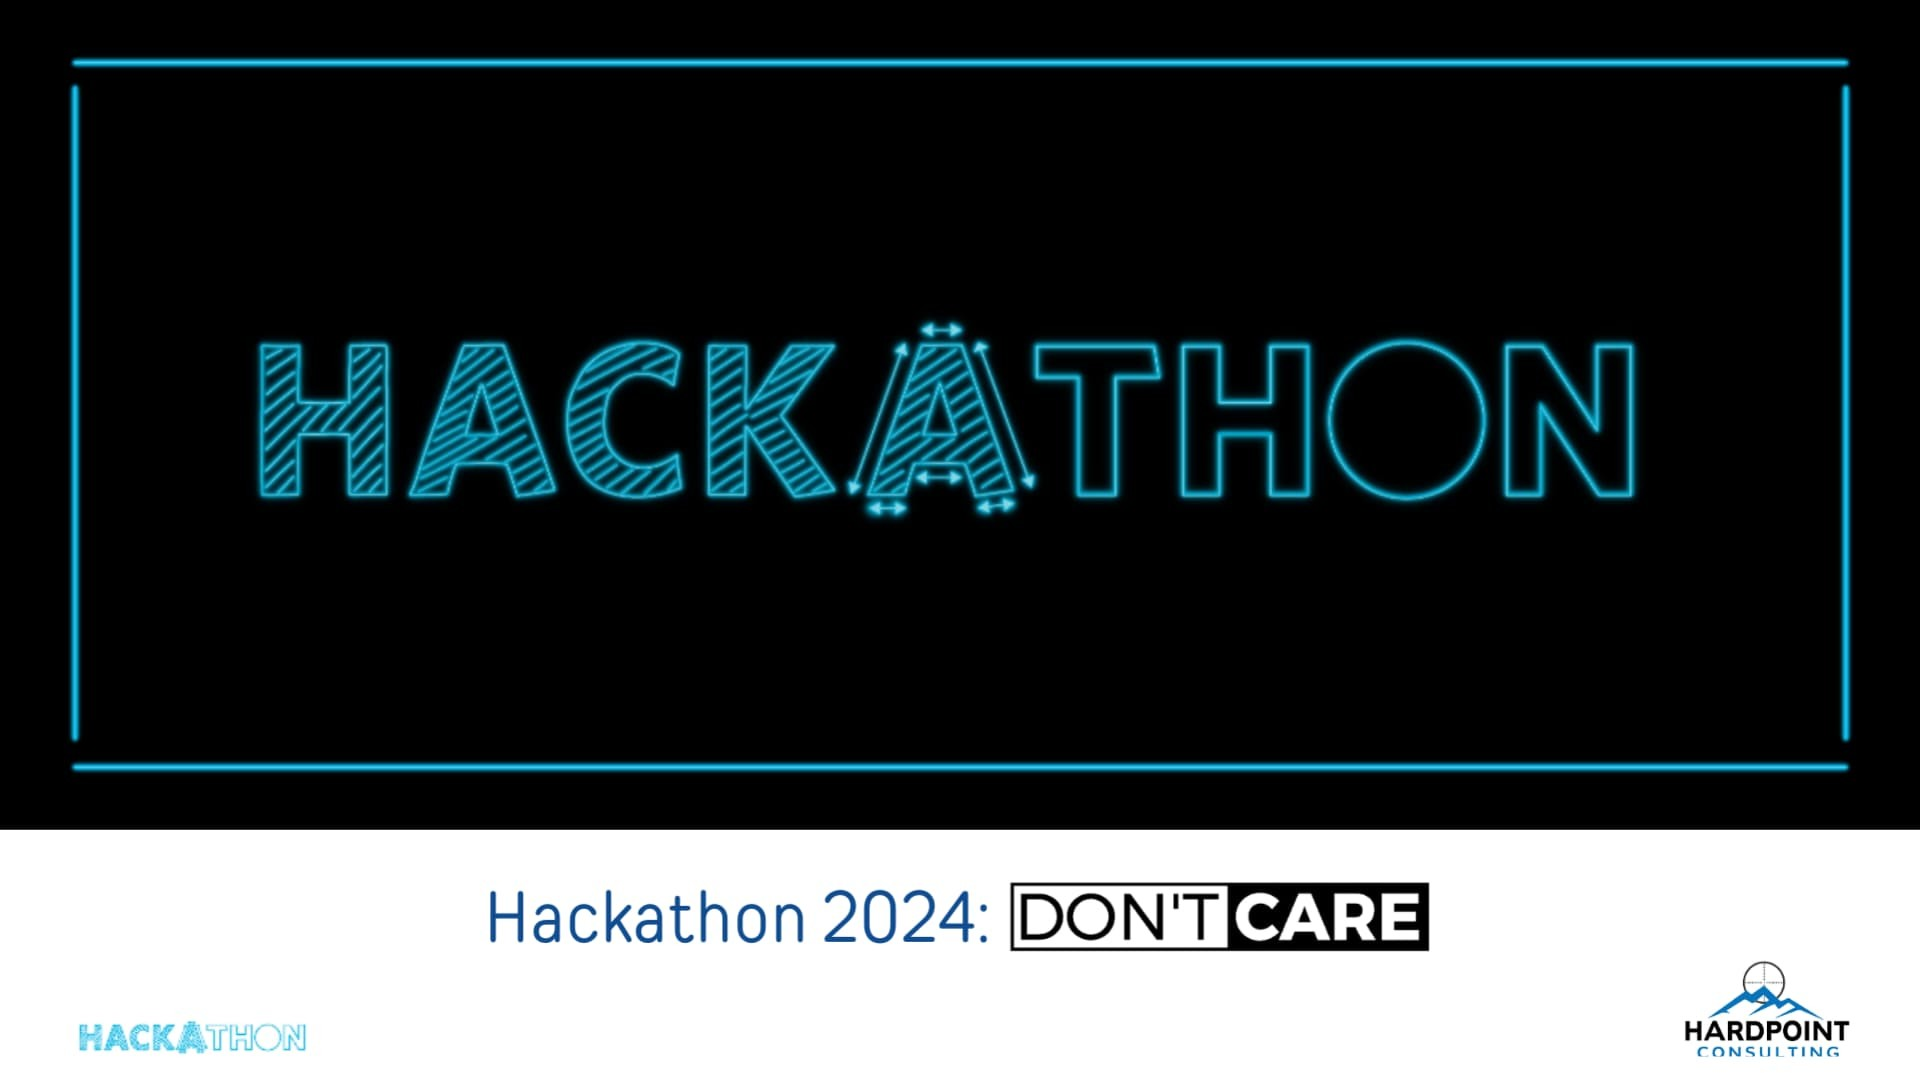 HACKATHON
Hackathon 2024: DON'T CARE
HACKATHON
HARDPOINT
CONSULTING